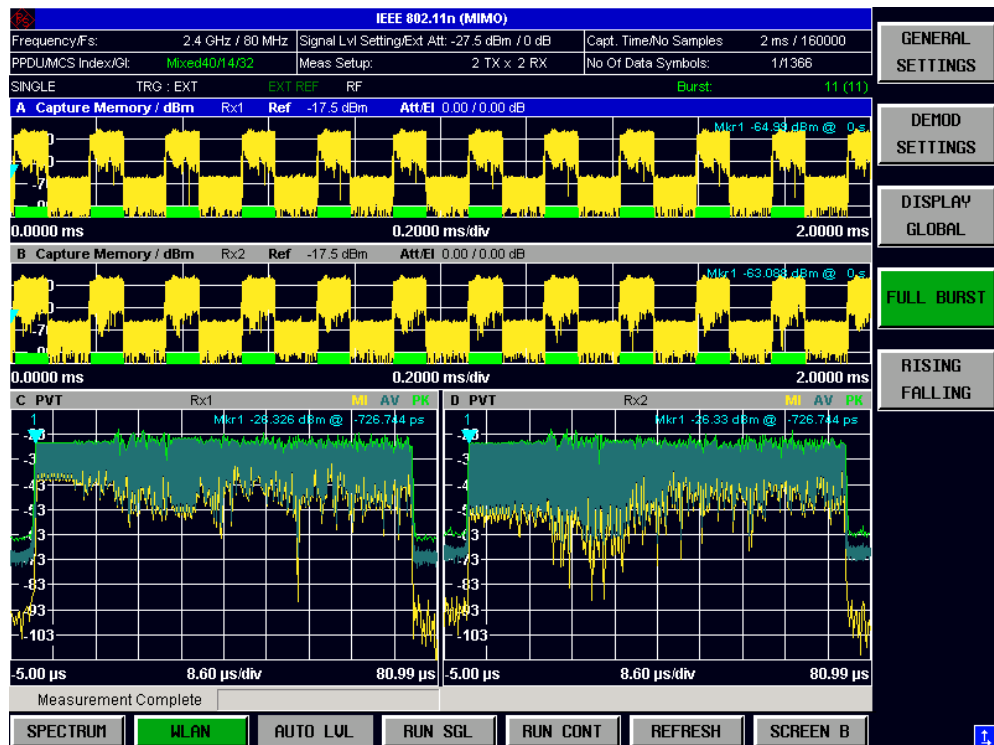 IEEE 802.11n (MIMO)
Frequency/Fs: 2.4 GHz / 80 MHz Signal Lvl Setting/Ext Att: -27.5 dBm / 0 dB Capt. Time/No Samples 2 ms / 160000
PPDU/MCS Index/GI: Mixed40/14/32 Meas Setup: 2 TX x 2 RX No Of Data Symbols: 1/1366
SINGLE TRG : EXT EXT REF RF Burst: 11 (11)
A Capture Memory / dBm Rx1 Ref -17.5 dBm Att/El 0.00 / 0.00 dB
Mkr1 -64.99 dBm @ 0 s
0.0000 ms 0.2000 ms/div 2.0000 ms
B Capture Memory / dBm Rx2 Ref -17.5 dBm Att/El 0.00 / 0.00 dB
Mkr1 -63.088 dBm @ 0 s
0.0000 ms 0.2000 ms/div 2.0000 ms
C PVT Rx1 MI AV PK
1 Mkr1 -26.326 dBm @ -726.744 ps
-83
-93
-103
-5.00 µs 8.60 µs/div 80.99 µs
D PVT Rx2 MI AV PK
1 Mkr1 -26.33 dBm @ -726.744 ps
-83
-103
-5.00 µs 8.60 µs/div 80.99 µs
Measurement Complete
SPECTRUM WLAN AUTO LVL RUN SGL RUN CONT REFRESH SCREEN B
GENERAL
SETTINGS
DEMOD
SETTINGS
DISPLAY
GLOBAL
FULL BURST
RISING
FALLING